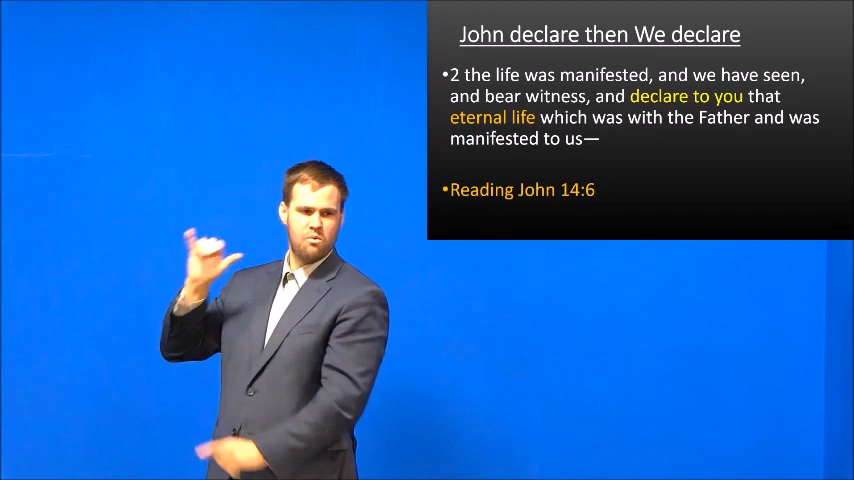 John declare then We declare
•2 the life was manifested, and we have seen,
and bear witness, and declare to you that
eternal life which was with the Father and was
manifested to us—
•Reading John 14:6